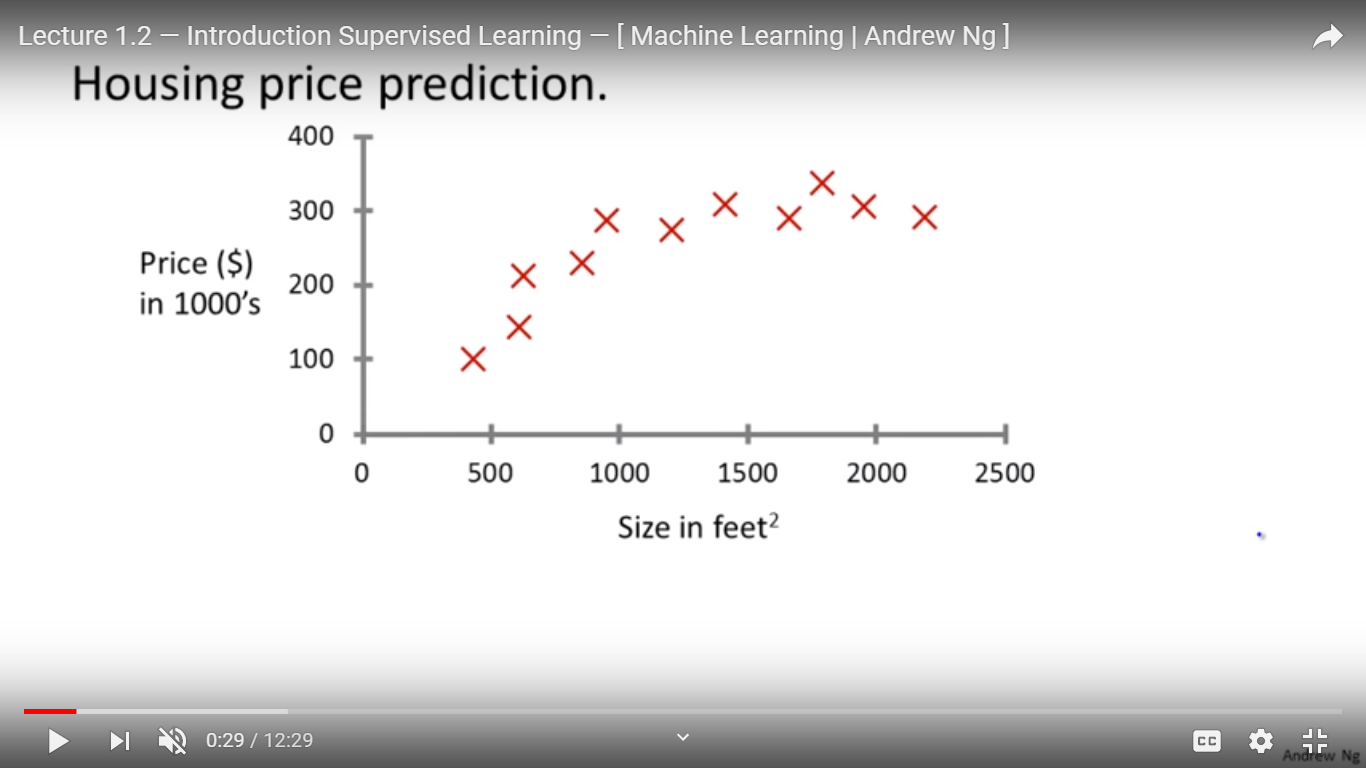 Lecture 1.2 — Introduction Supervised Learning — [ Machine Learning | Andrew Ng ]
Housing price prediction.
400
300
Price ($)
in 1000's
200
100
0
0 500 1000 1500 2000 2500
Size in feet²
0:29 / 12:29
CC
Andrew Ng